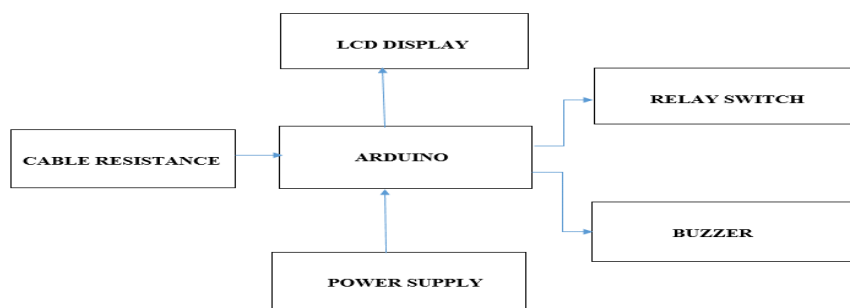 LCD DISPLAY
RELAY SWITCH
CABLE RESISTANCE
ARDUINO
BUZZER
POWER SUPPLY